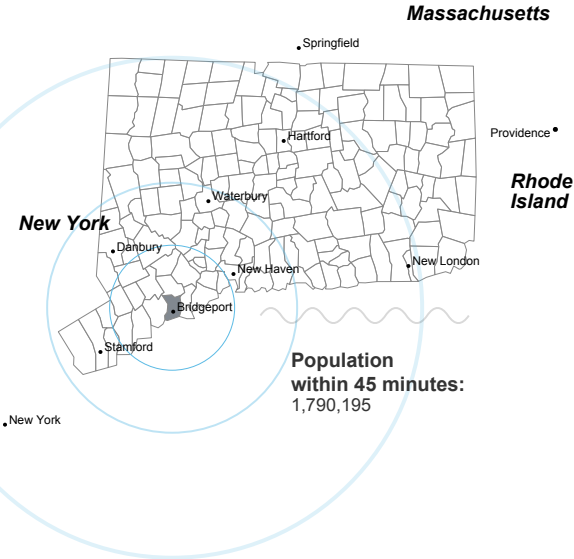 Massachusetts
Springfield
Providence
Hartford
Rhode
Island
Waterbury
New York
Danbury
New London
New Haven
Bridgeport
Stamford
Population
within 45 minutes:
1,790,195
New York